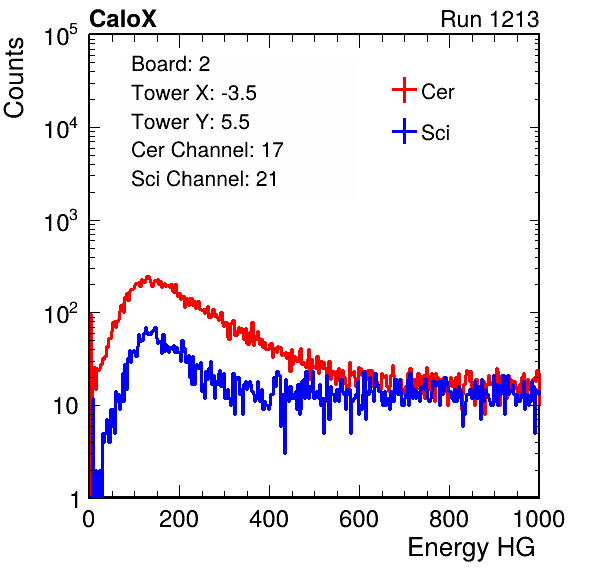 CaloX Run 1213
Counts
10^5
10^4
10^3
10^2
10
1
Board: 2
Tower X: -3.5
Tower Y: 5.5
Cer Channel: 17
Sci Channel: 21
Cer
Sci
0 200 400 600 800 1000
Energy HG